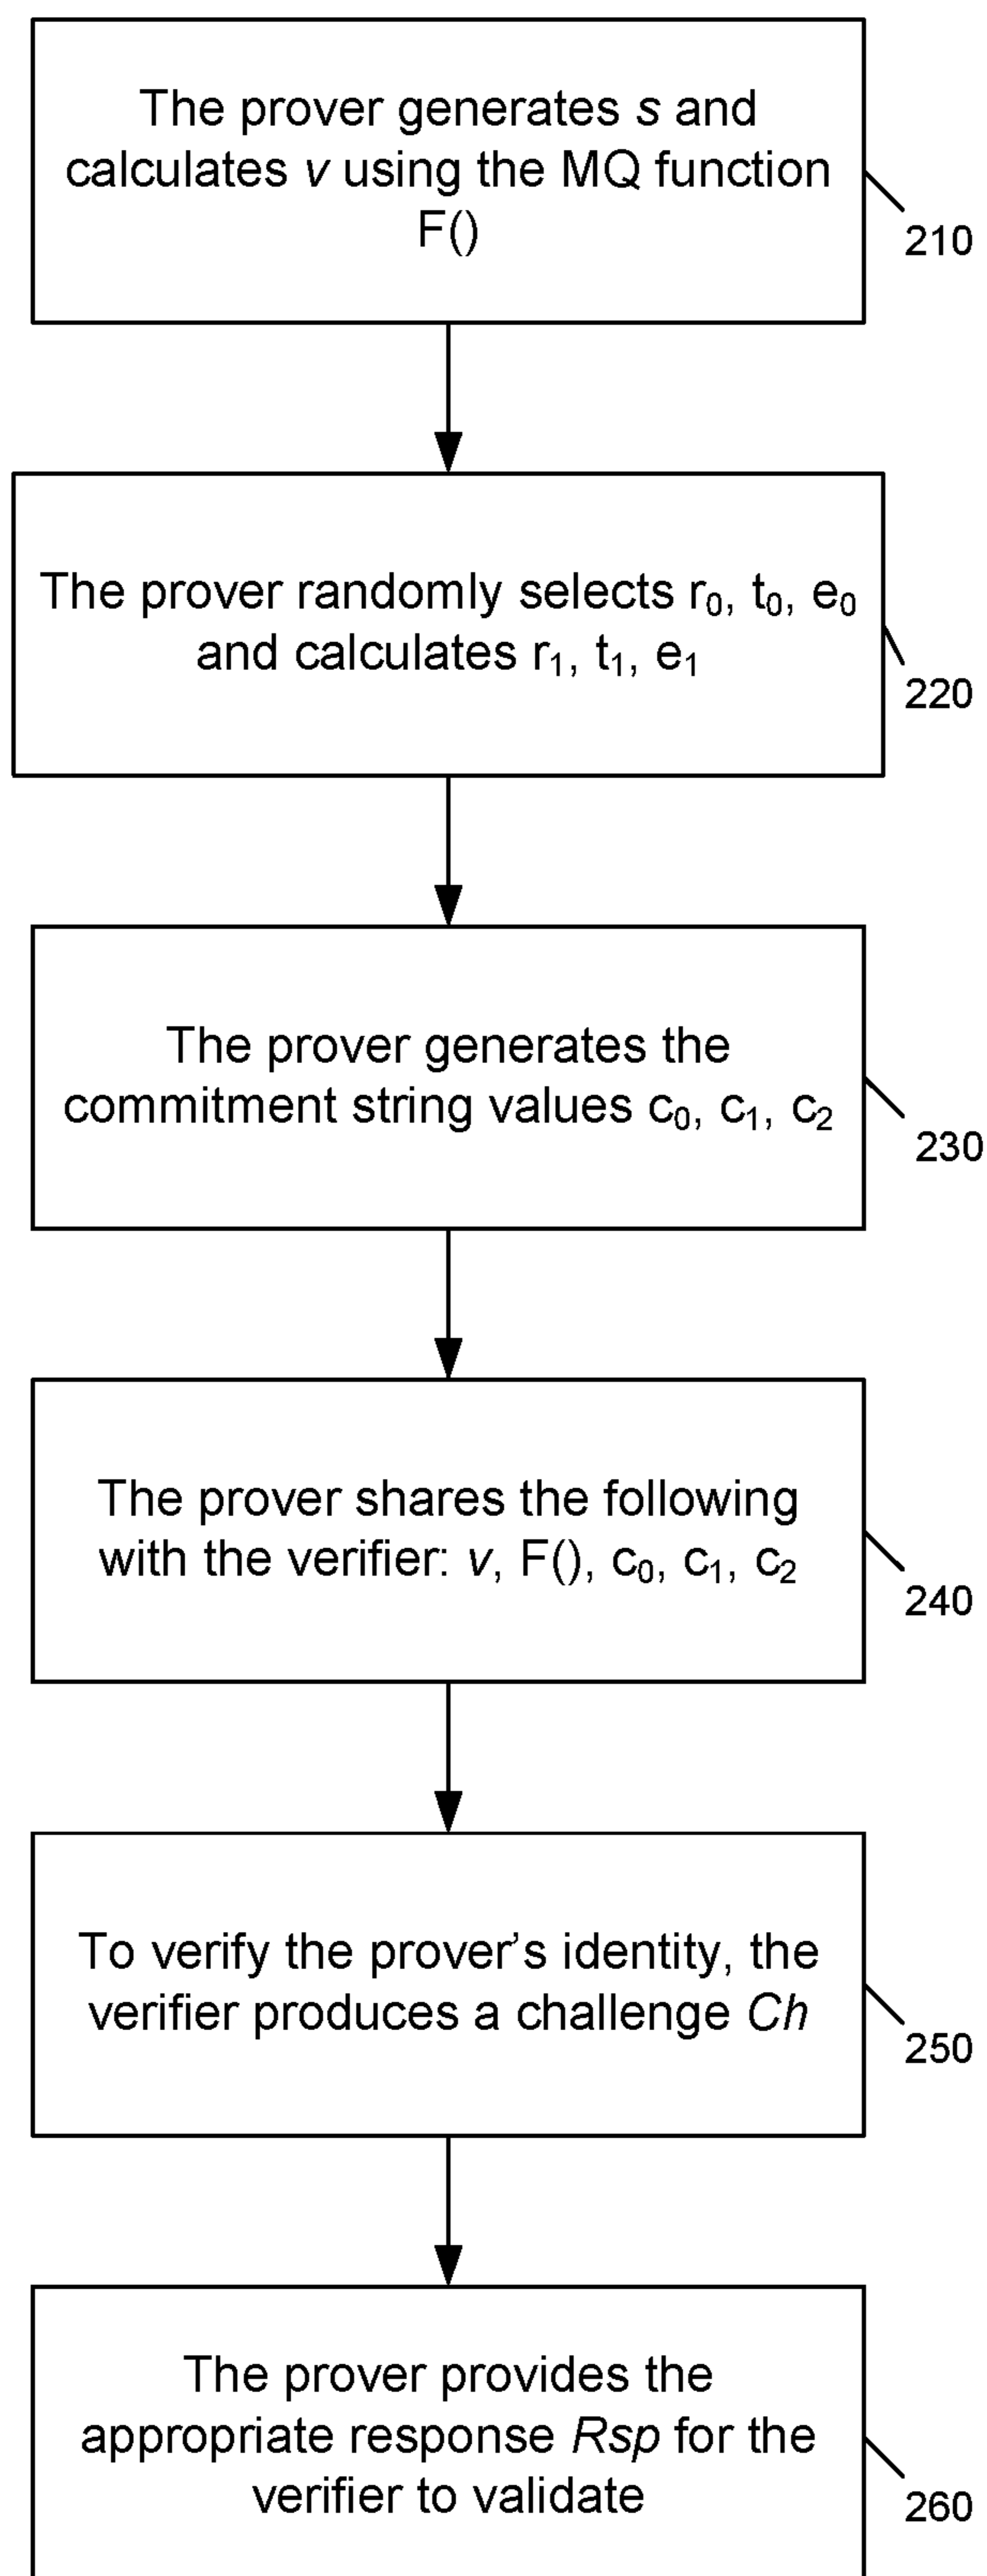 The prover generates s and
calculates v using the MQ function
F()
210
The prover randomly selects r₀, t₀, e₀
and calculates r₁, t₁, e₁
220
The prover generates the
commitment string values c₀, c₁, c₂
230
The prover shares the following
with the verifier: v, F(), c₀, c₁, c₂
240
To verify the prover’s identity, the
verifier produces a challenge Ch
250
The prover provides the
appropriate response Rsp for the
verifier to validate
260